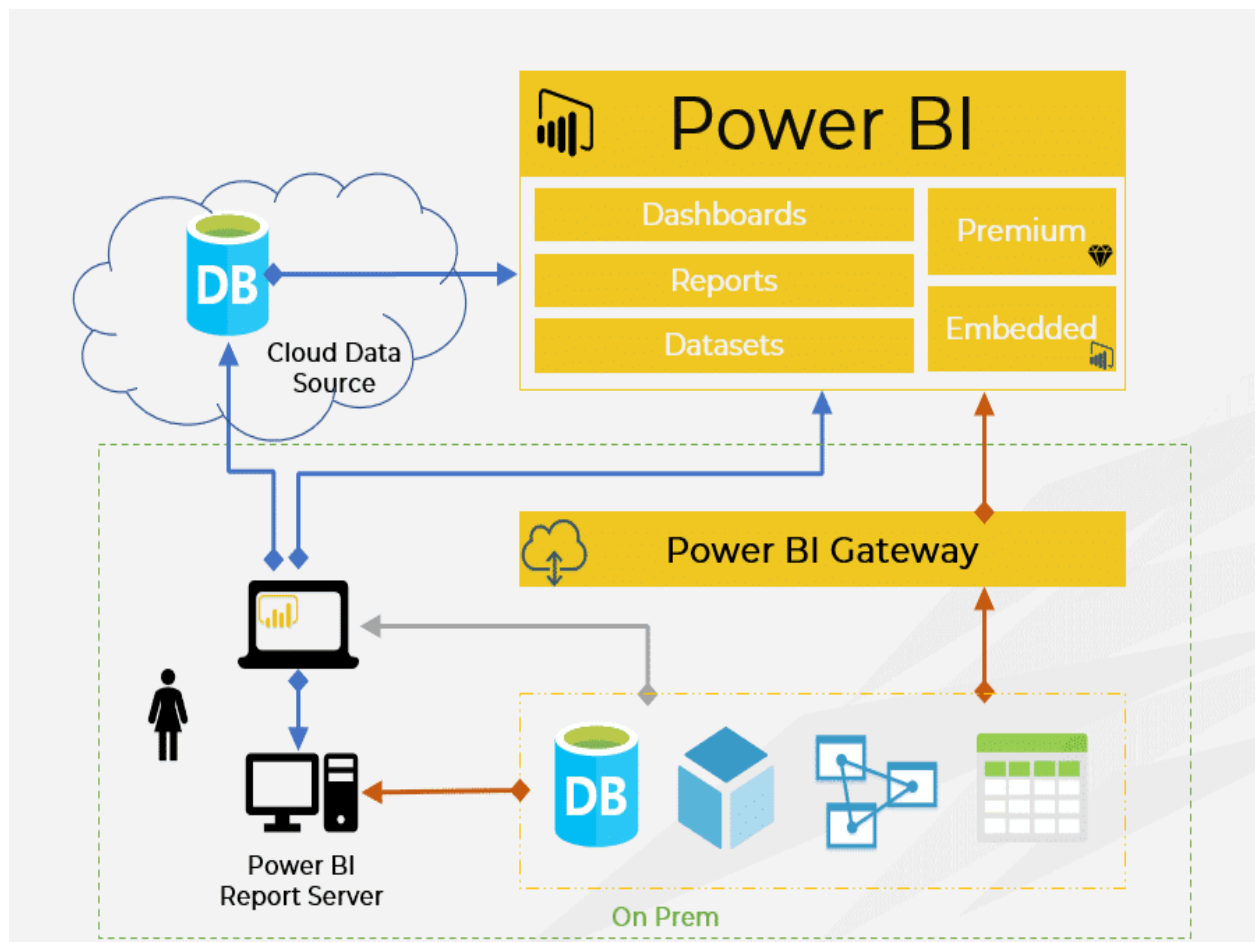 Power BI
Dashboards
Premium
Reports
Embedded
Datasets
DB
Cloud Data
Source
Power BI Gateway
DB
Power BI
Report Server
On Prem